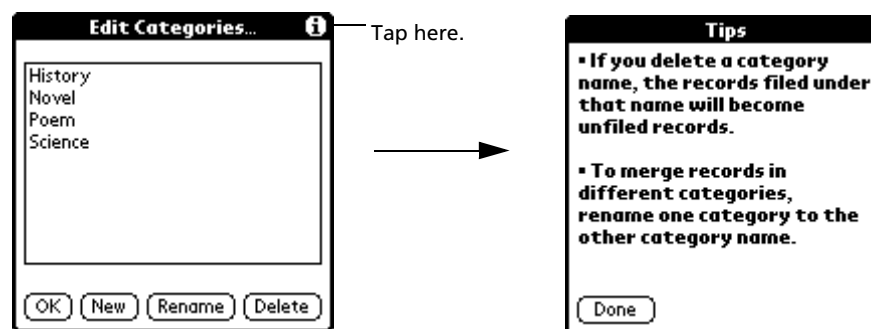 Edit Categories...
i
Tap here.
History
Novel
Poem
Science
OK
New
Rename
Delete
Tips
▪ If you delete a category
name, the records filed under
that name will become
unfiled records.
▪ To merge records in
different categories,
rename one category to the
other category name.
Done